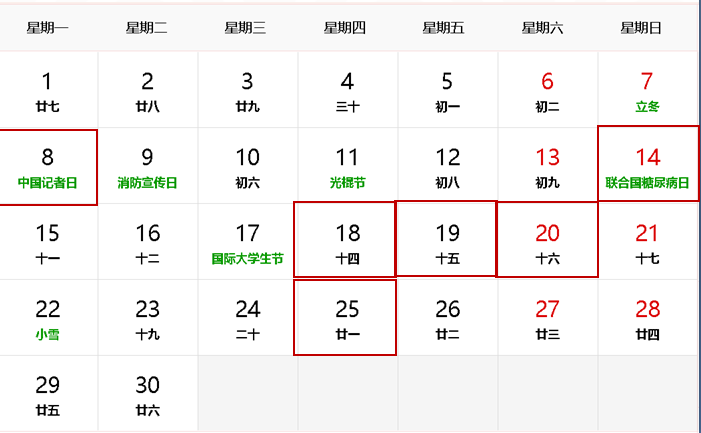 星期一 星期二 星期三 星期四 星期五 星期六 星期日
1 2 3 4 5 6 7
廿七 廿八 廿九 三十 初一 初二 立冬
8 9 10 11 12 13 14
中国记者日 消防宣传日 初六 光棍节 初八 初九 联合国糖尿病日
15 16 17 18 19 20 21
十一 十二 国际大学生节 十四 十五 十六 十七
22 23 24 25 26 27 28
小雪 十九 二十 廿一 廿二 廿三 廿四
29 30
廿五 廿六